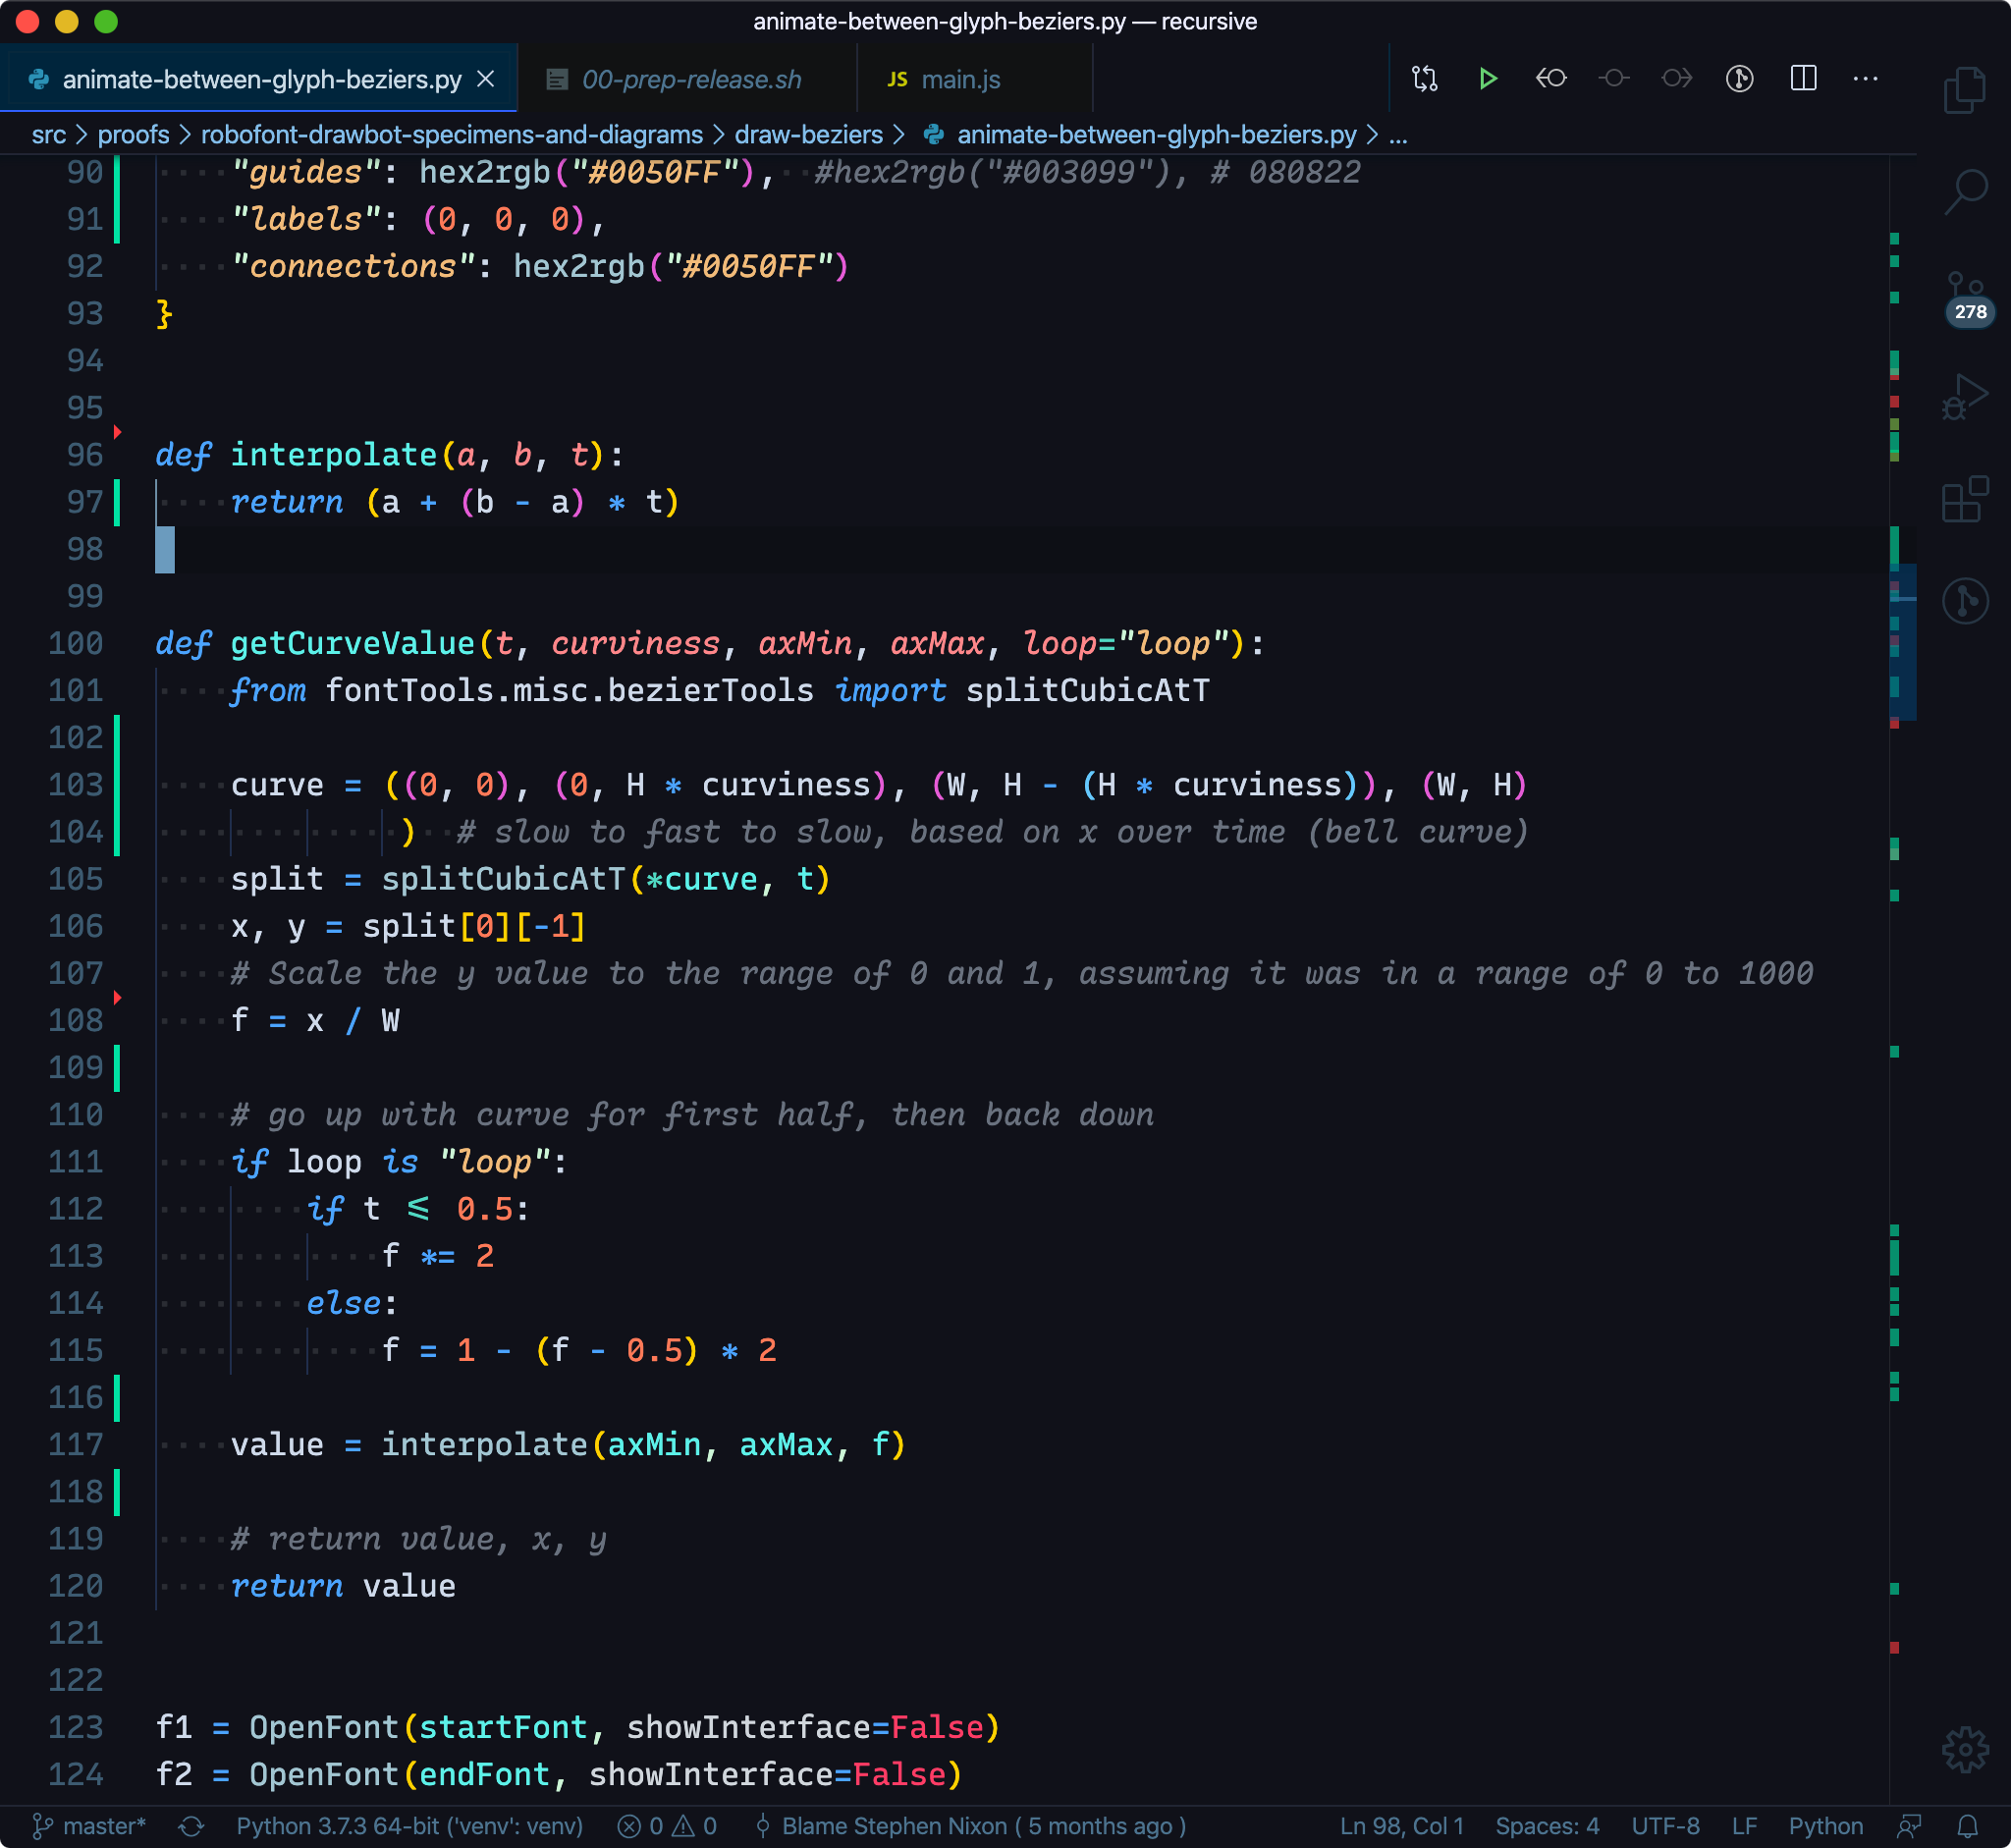 animate-between-glyph-beziers.py — recursive
animate-between-glyph-beziers.py 00-prep-release.sh JS main.js
src > proofs > robofont-drawbot-specimens-and-diagrams > draw-beziers > animate-between-glyph-beziers.py > ...
90     "guides": hex2rgb("#0050FF"),  #hex2rgb("#003099"), # 080822
91     "labels": (0, 0, 0),
92     "connections": hex2rgb("#0050FF")
93 }
94
95
96 def interpolate(a, b, t):
97     return (a + (b - a) * t)
98
99
100 def getCurveValue(t, curviness, axMin, axMax, loop="loop"):
101     from fontTools.misc.bezierTools import splitCubicAtT
102
103     curve = ((0, 0), (0, H * curviness), (W, H - (H * curviness)), (W, H)
104              )  # slow to fast to slow, based on x over time (bell curve)
105     split = splitCubicAtT(*curve, t)
106     x, y = split[0][-1]
107     # Scale the y value to the range of 0 and 1, assuming it was in a range of 0 to 1000
108     f = x / W
109
110     # go up with curve for first half, then back down
111     if loop is "loop":
112         if t <= 0.5:
113             f *= 2
114         else:
115             f = 1 - (f - 0.5) * 2
116
117     value = interpolate(axMin, axMax, f)
118
119     # return value, x, y
120     return value
121
122
123 f1 = OpenFont(startFont, showInterface=False)
124 f2 = OpenFont(endFont, showInterface=False)
278
master* Python 3.7.3 64-bit ('venv': venv) 0 0 Blame Stephen Nixon ( 5 months ago ) Ln 98, Col 1 Spaces: 4 UTF-8 LF Python